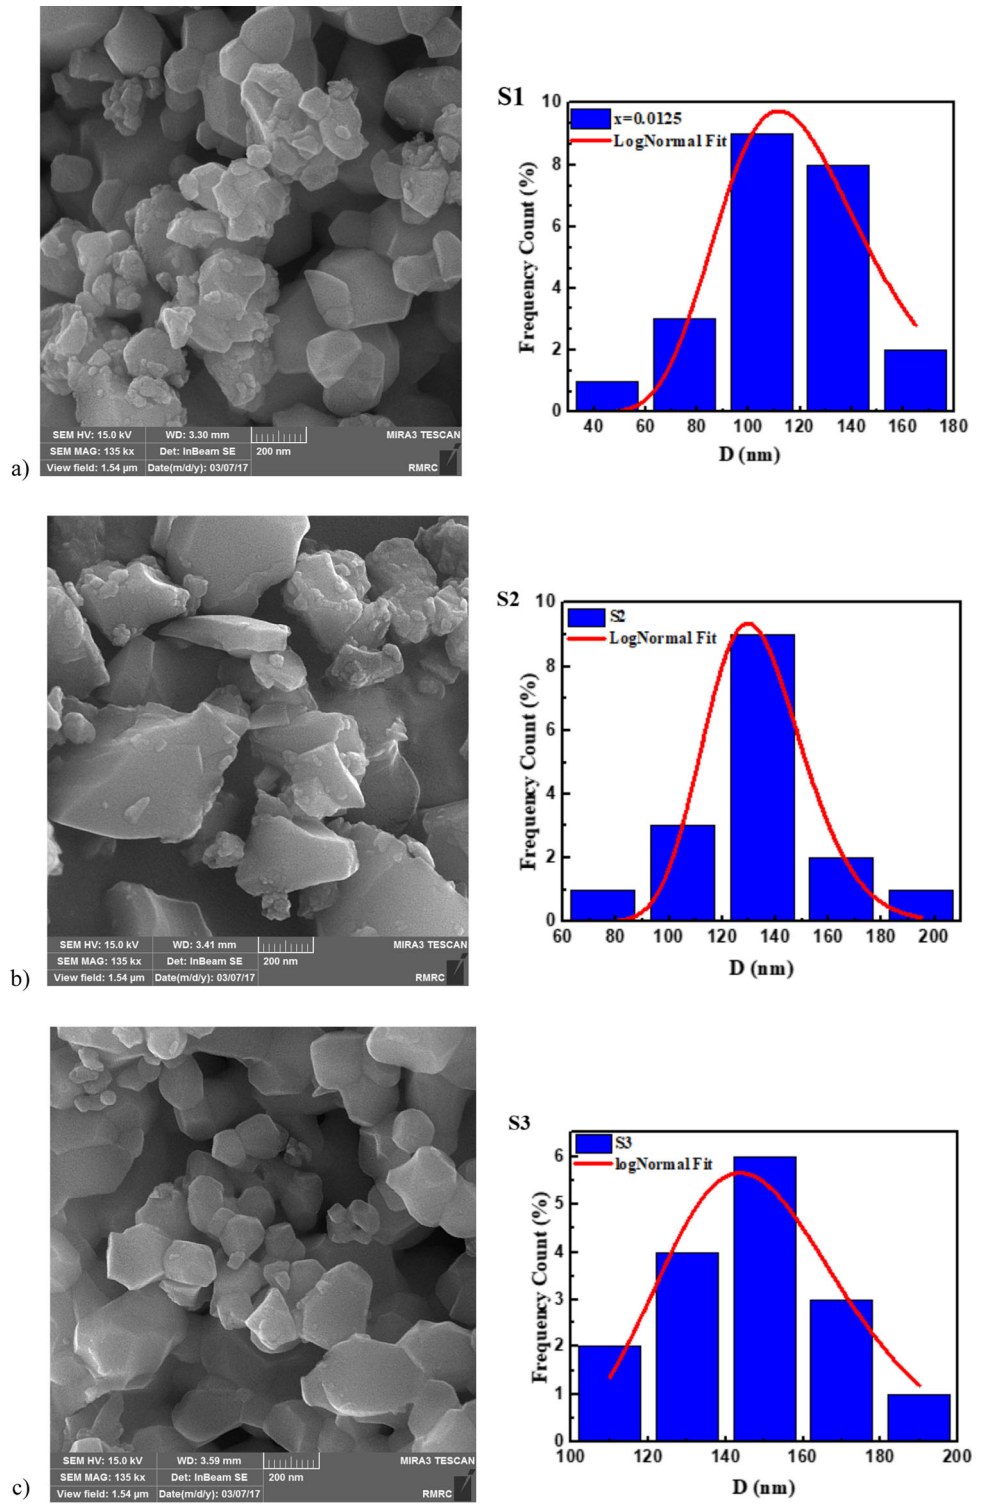 S1
x=0.0125
LogNormal Fit
Frequency Count (%)
10
8
6
4
2
0
40 60 80 100 120 140 160 180
D (nm)
SEM HV: 15.0 kV WD: 3.30 mm MIRA3 TESCAN
SEM MAG: 135 kx Det: InBeam SE 200 nm
View field: 1.54 µm Date(m/d/y): 03/07/17 RMRC
a)
S2
S2
LogNormal Fit
Frequency Count (%)
10
8
6
4
2
0
60 80 100 120 140 160 180 200
D (nm)
SEM HV: 15.0 kV WD: 3.41 mm MIRA3 TESCAN
SEM MAG: 135 kx Det: InBeam SE 200 nm
View field: 1.54 µm Date(m/d/y): 03/07/17 RMRC
b)
S3
S3
logNormal Fit
Frequency Count (%)
6
5
4
3
2
1
0
100 120 140 160 180 200
D (nm)
SEM HV: 15.0 kV WD: 3.59 mm MIRA3 TESCAN
SEM MAG: 135 kx Det: InBeam SE 200 nm
View field: 1.54 µm Date(m/d/y): 03/07/17 RMRC
c)